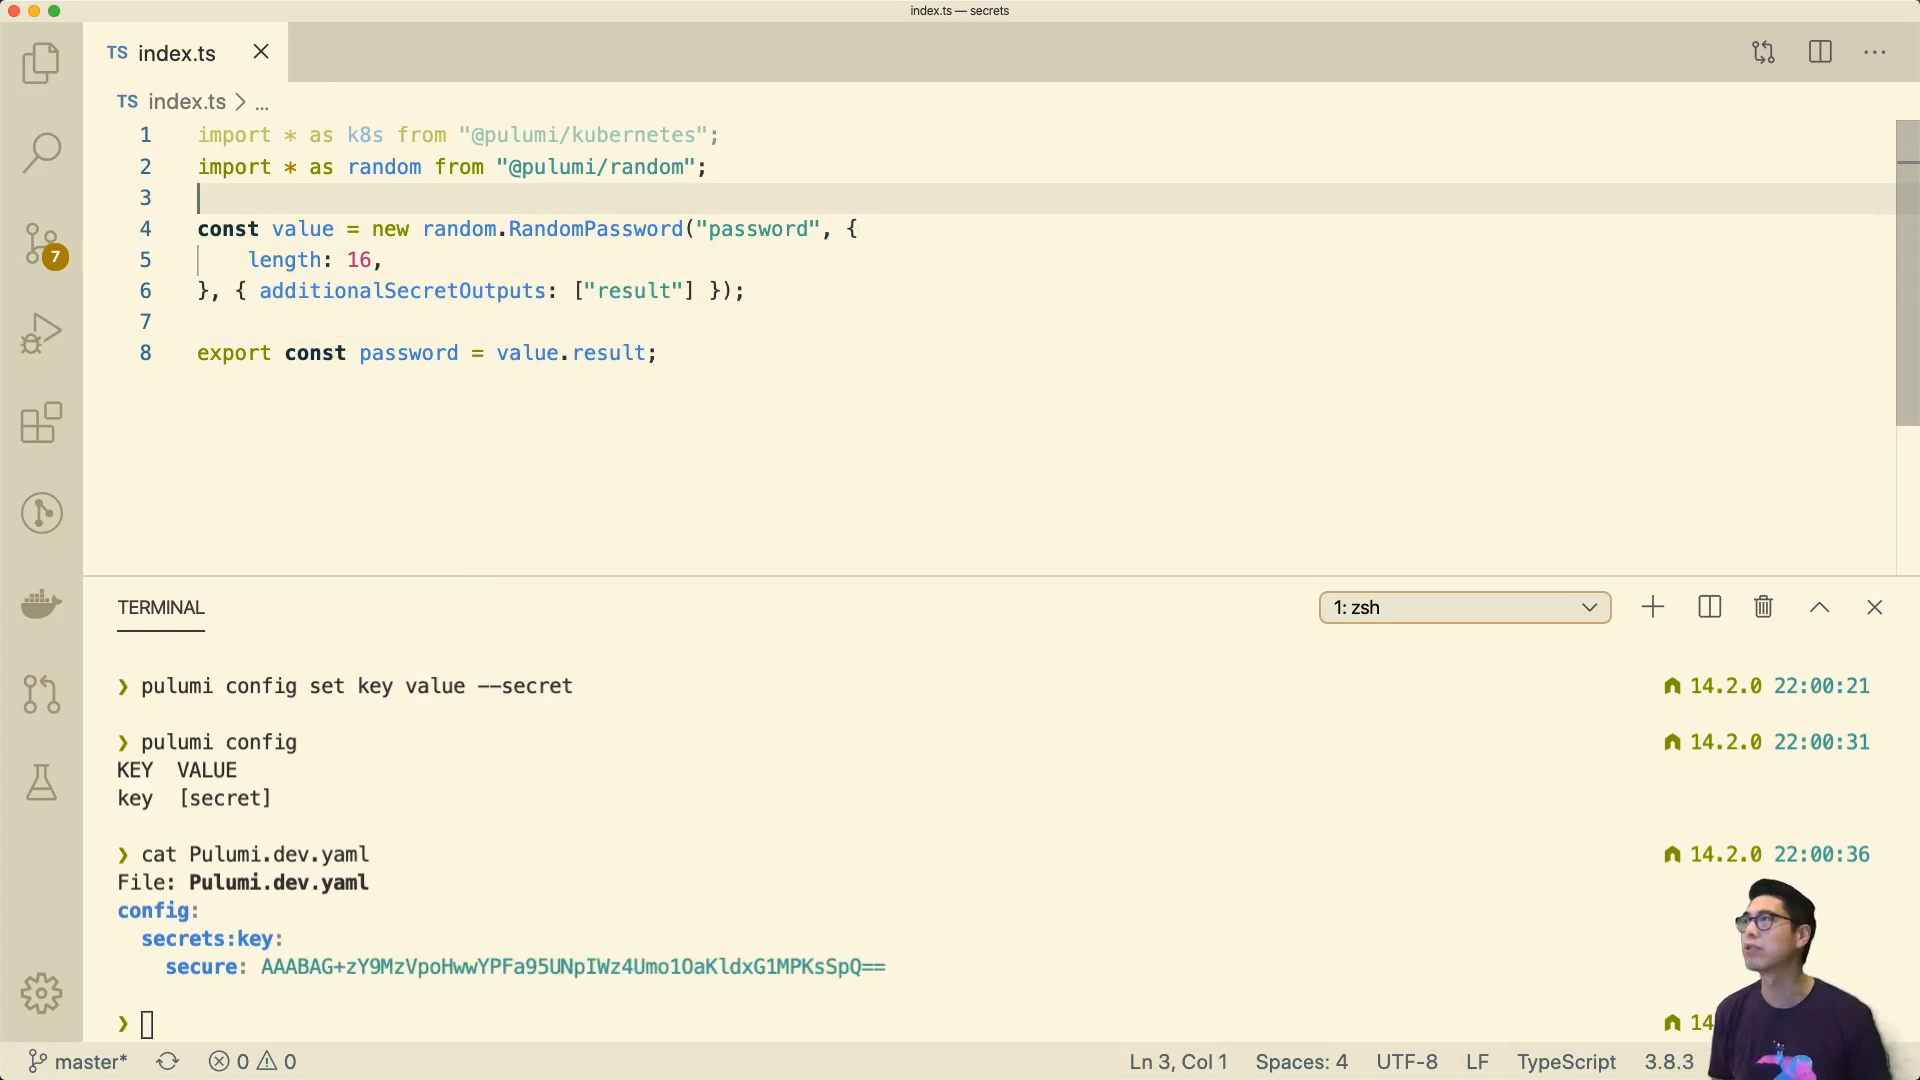 index.ts — secrets
TS index.ts
TS index.ts > ...
1 import * as k8s from "@pulumi/kubernetes";
2 import * as random from "@pulumi/random";
3
4 const value = new random.RandomPassword("password", {
5 length: 16,
6 }, { additionalSecretOutputs: ["result"] });
7
8 export const password = value.result;
7
TERMINAL
1: zsh
❯ pulumi config set key value --secret 14.2.0 22:00:21
❯ pulumi config 14.2.0 22:00:31
KEY VALUE
key [secret]
❯ cat Pulumi.dev.yaml 14.2.0 22:00:36
File: Pulumi.dev.yaml
config:
secrets:key:
secure: AAABAG+zY9MzVpoHwwYPFa95UNpIWz4Umo1OaKldxG1MPKsSpQ==
❯ 14
master* 0 0 Ln 3, Col 1 Spaces: 4 UTF-8 LF TypeScript 3.8.3